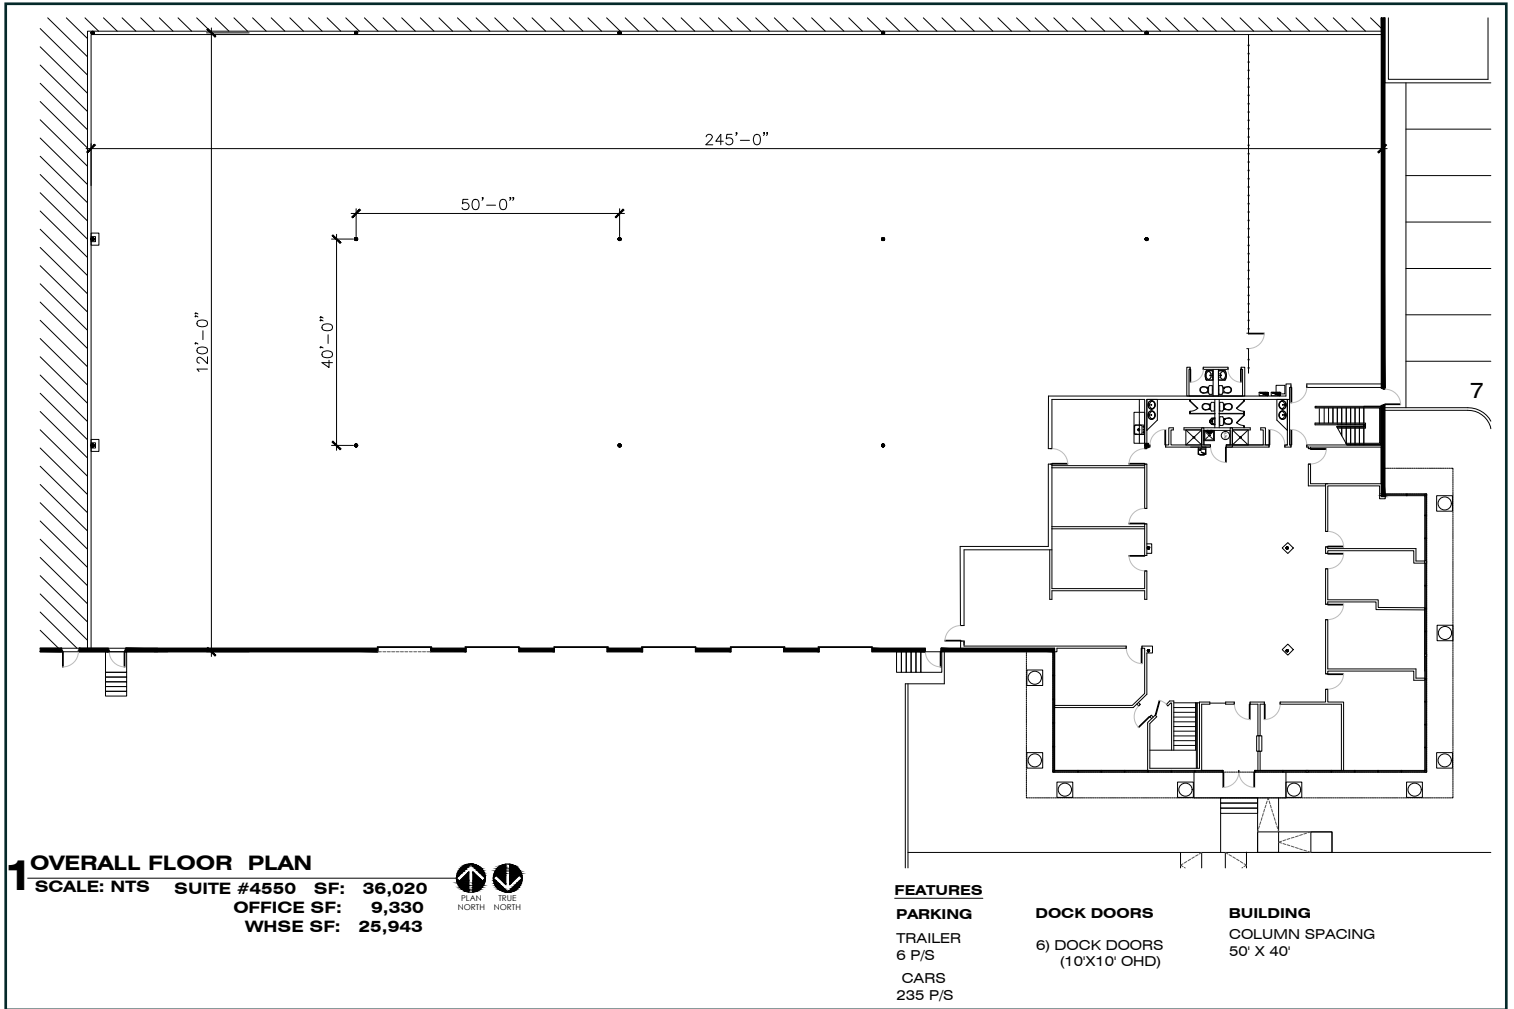 245'-0"
50'-0"
120'-0"
40'-0"
7
1 OVERALL FLOOR PLAN
SCALE: NTS SUITE #4550 SF: 36,020
OFFICE SF: 9,330
WHSE SF: 25,943
PLAN NORTH
TRUE NORTH
FEATURES
PARKING
TRAILER
6 P/S
CARS
235 P/S
DOCK DOORS
6) DOCK DOORS
(10'X10' OHD)
BUILDING
COLUMN SPACING
50' X 40'